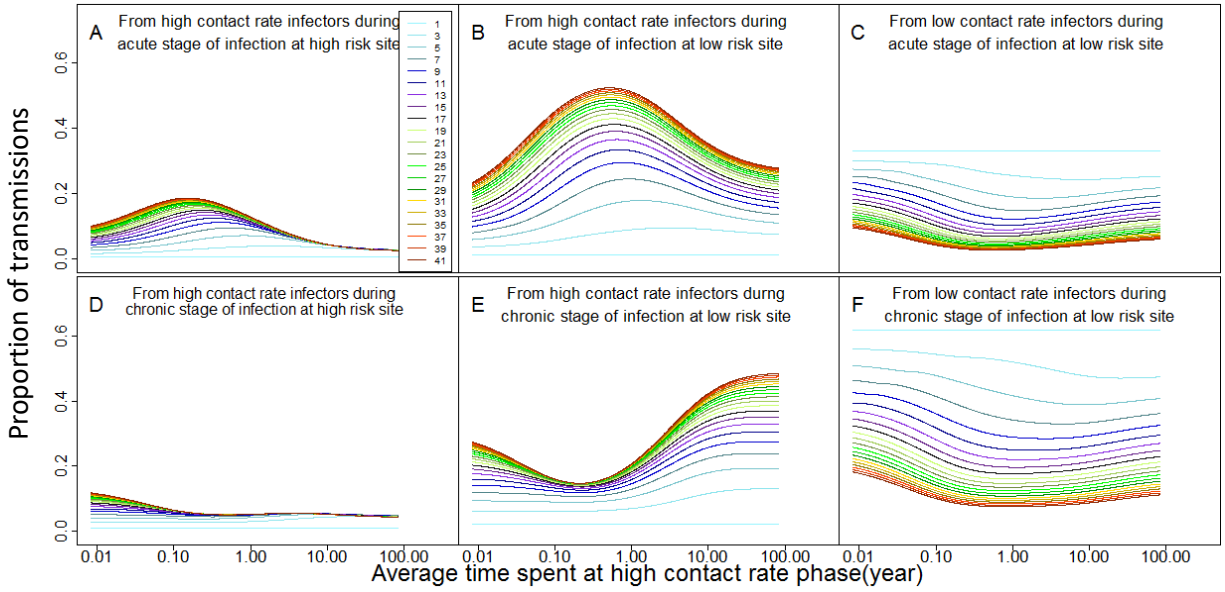 A
From high contact rate infectors during
acute stage of infection at high risk site
1
3
5
7
9
11
13
15
17
19
21
23
25
27
29
31
33
35
37
39
41
B
From high contact rate infectors during
acute stage of infection at low risk site
C
From low contact rate infectors during
acute stage of infection at low risk site
0.0 0.2 0.4 0.6
D
From high contact rate infectors during
chronic stage of infection at high risk site
E
From high contact rate infectors durng
chronic stage of infection at low risk site
F
From low contact rate infectors during
chronic stage of infection at low risk site
0.0 0.2 0.4 0.6
Proportion of transmissions
0.01 0.10 1.00 10.00 100.00
0.01 0.10 1.00 10.00 100.00
0.01 0.10 1.00 10.00 100.00
Average time spent at high contact rate phase(year)